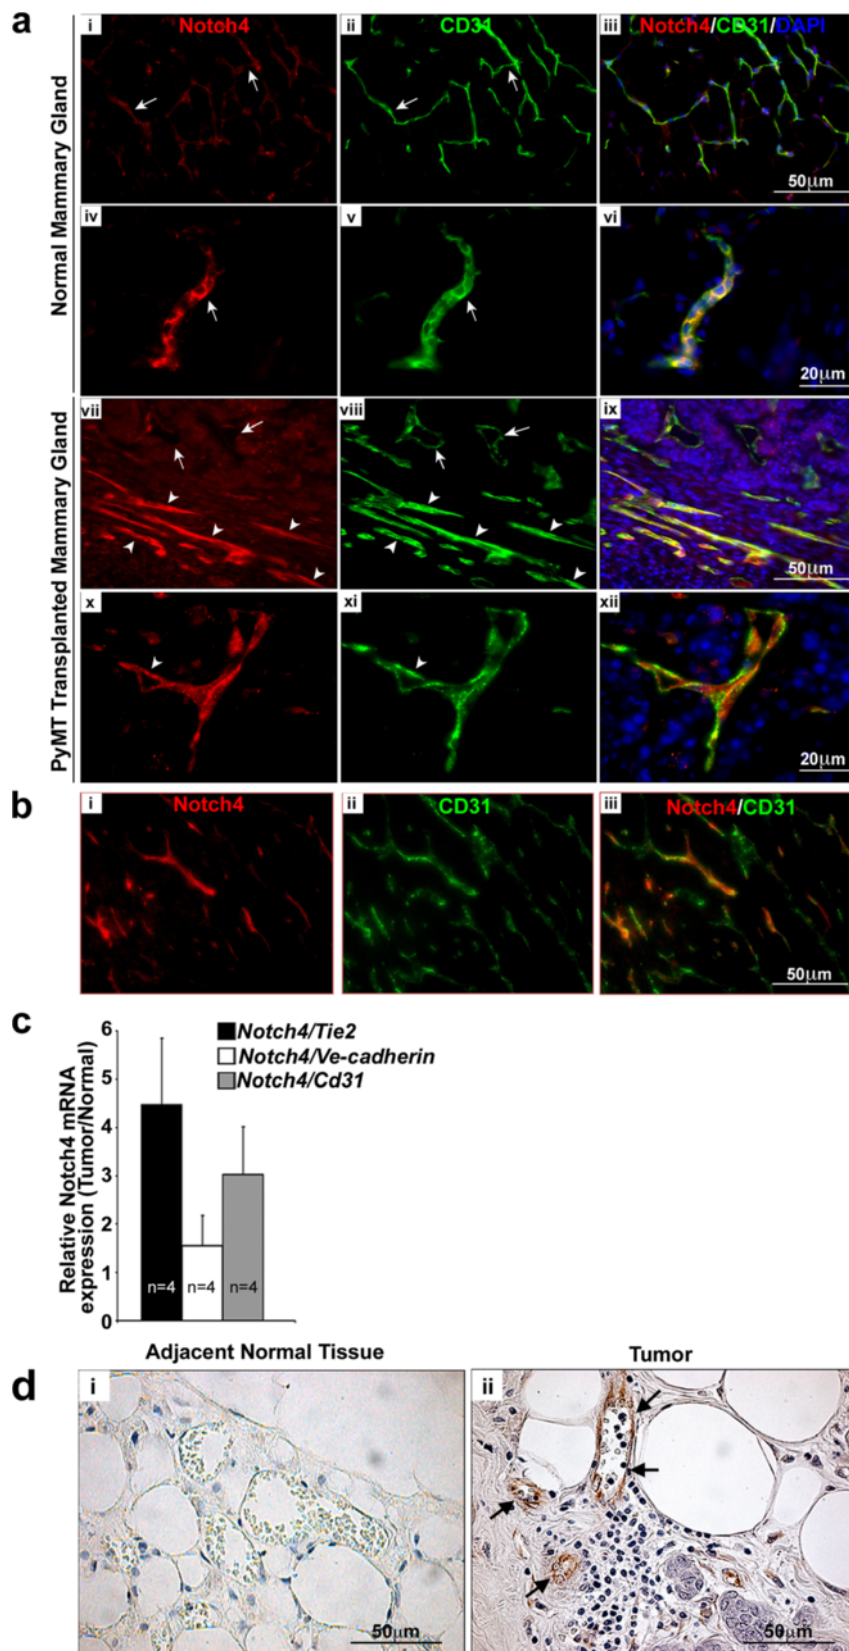 a
i Notch4 ii CD31 iii Notch4/CD31/DAPI
50µm
Normal Mammary Gland
iv v vi
20µm
vii viii ix
50µm
PyMT Transplanted Mammary Gland
x xi xii
20µm
b
i Notch4 ii CD31 iii Notch4/CD31
50µm
c
Relative Notch4 mRNA
expression (Tumor/Normal)
6
5
4
3
2
1
0
Notch4/Tie2
Notch4/Ve-cadherin
Notch4/Cd31
n=4 n=4 n=4
Adjacent Normal Tissue Tumor
d
i ii
50µm 50µm